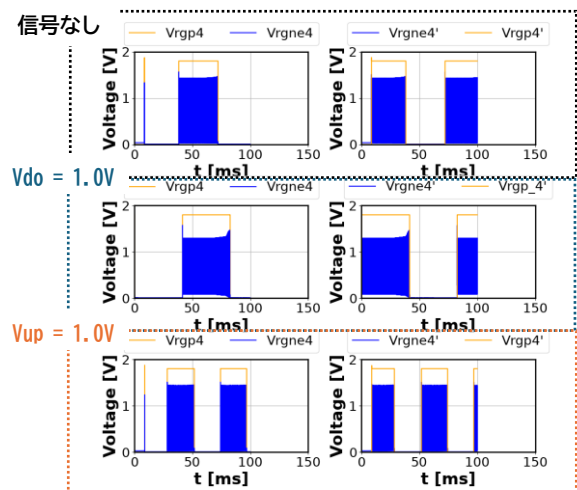 信号なし
Vrgp4 Vrgne4 Vrgne4' Vrgp4'
Voltage [V] 2 1 0 Voltage [V] 2 1 0
0 50 100 150 0 50 100 150
t [ms] t [ms]
Vdo = 1.0V
Vrgp4 Vrgne4 Vrgne4' Vrgp_4'
Voltage [V] 2 1 0 Voltage [V] 2 1 0
0 50 100 150 0 50 100 150
t [ms] t [ms]
Vup = 1.0V
Vrgp4 Vrgne4 Vrgne4' Vrgp4'
Voltage [V] 2 1 0 Voltage [V] 2 1 0
0 50 100 150 0 50 100 150
t [ms] t [ms]